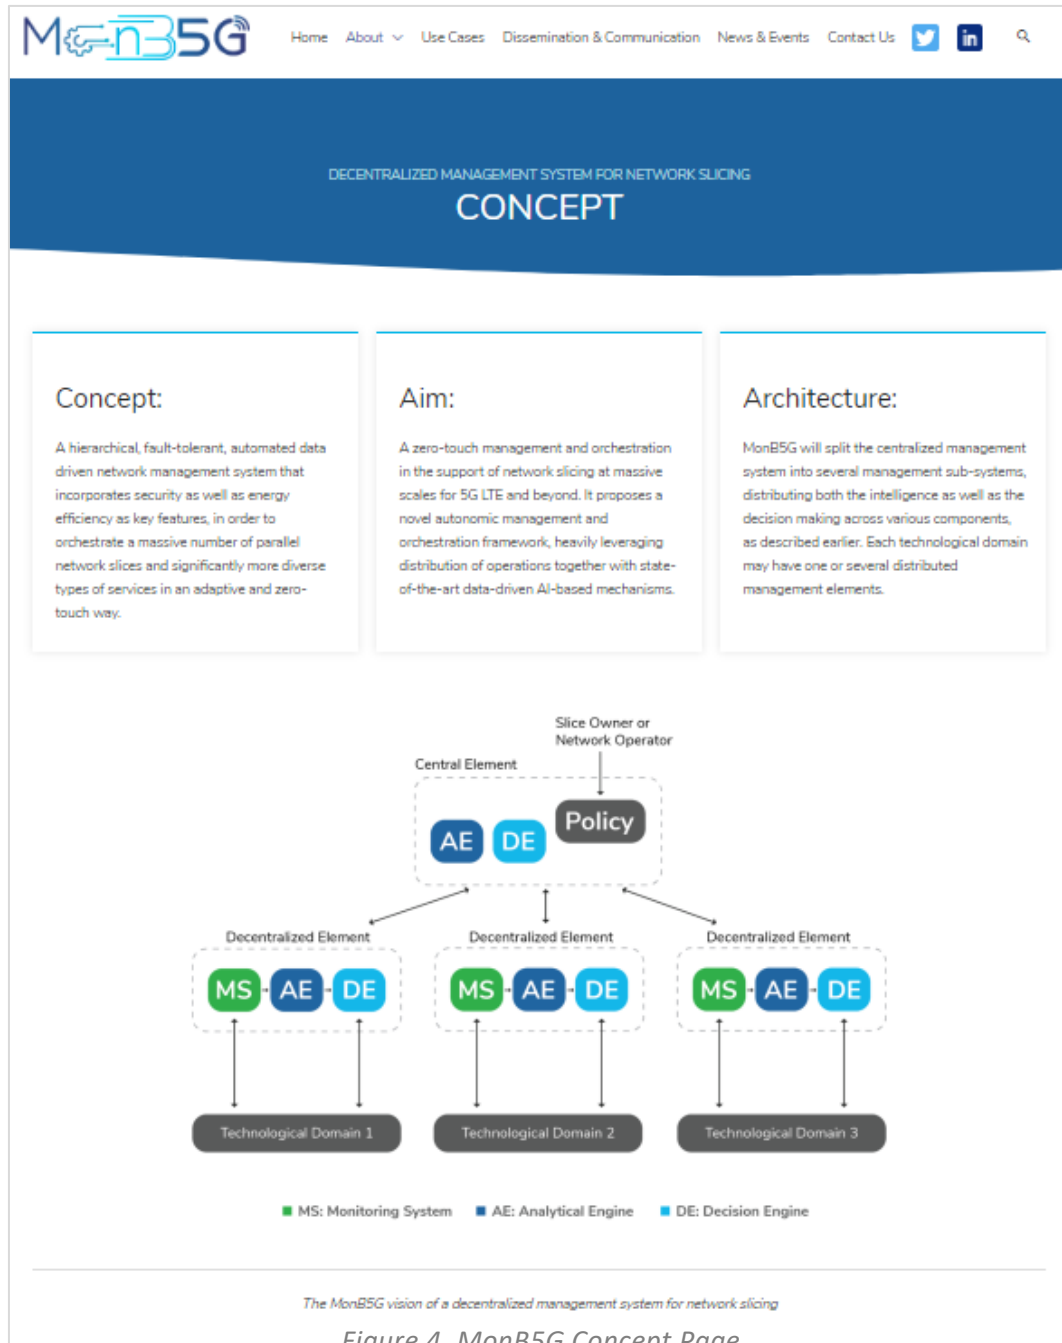 MonB5G
Home About Use Cases Dissemination & Communication News & Events Contact Us
DECENTRALIZED MANAGEMENT SYSTEM FOR NETWORK SLICING
CONCEPT
Concept:
A hierarchical, fault-tolerant, automated data
driven network management system that
incorporates security as well as energy
efficiency as key features, in order to
orchestrate a massive number of parallel
network slices and significantly more diverse
types of services in an adaptive and zero-
touch way.
Aim:
A zero-touch management and orchestration
in the support of network slicing at massive
scales for 5G LTE and beyond. It proposes a
novel autonomic management and
orchestration framework, heavily leveraging
distribution of operations together with state-
of-the-art data-driven AI-based mechanisms.
Architecture:
MonB5G will split the centralized management
system into several management sub-systems,
distributing both the intelligence as well as the
decision making across various components,
as described earlier. Each technological domain
may have one or several distributed
management elements.
Slice Owner or
Network Operator
Central Element
AE DE Policy
Decentralized Element Decentralized Element Decentralized Element
MS AE DE MS AE DE MS AE DE
Technological Domain 1 Technological Domain 2 Technological Domain 3
MS: Monitoring System AE: Analytical Engine DE: Decision Engine
The MonB5G vision of a decentralized management system for network slicing
Figure 4. MonB5G Concept Page